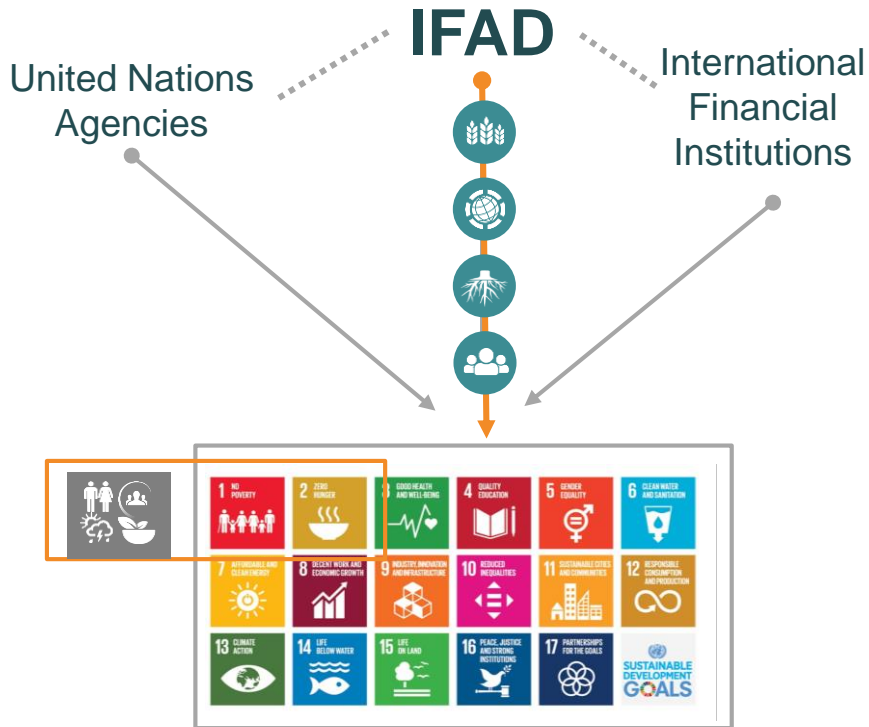 IFAD
United Nations
Agencies
International
Financial
Institutions
1 NO
POVERTY
2 ZERO
HUNGER
3 GOOD HEALTH
AND WELL-BEING
4 QUALITY
EDUCATION
5 GENDER
EQUALITY
6 CLEAN WATER
AND SANITATION
7 AFFORDABLE AND
CLEAN ENERGY
8 DECENT WORK AND
ECONOMIC GROWTH
9 INDUSTRY, INNOVATION
AND INFRASTRUCTURE
10 REDUCED
INEQUALITIES
11 SUSTAINABLE CITIES
AND COMMUNITIES
12 RESPONSIBLE
CONSUMPTION
AND PRODUCTION
13 CLIMATE
ACTION
14 LIFE
BELOW WATER
15 LIFE
ON LAND
16 PEACE, JUSTICE
AND STRONG
INSTITUTIONS
17 PARTNERSHIPS
FOR THE GOALS
SUSTAINABLE
DEVELOPMENT
GOALS